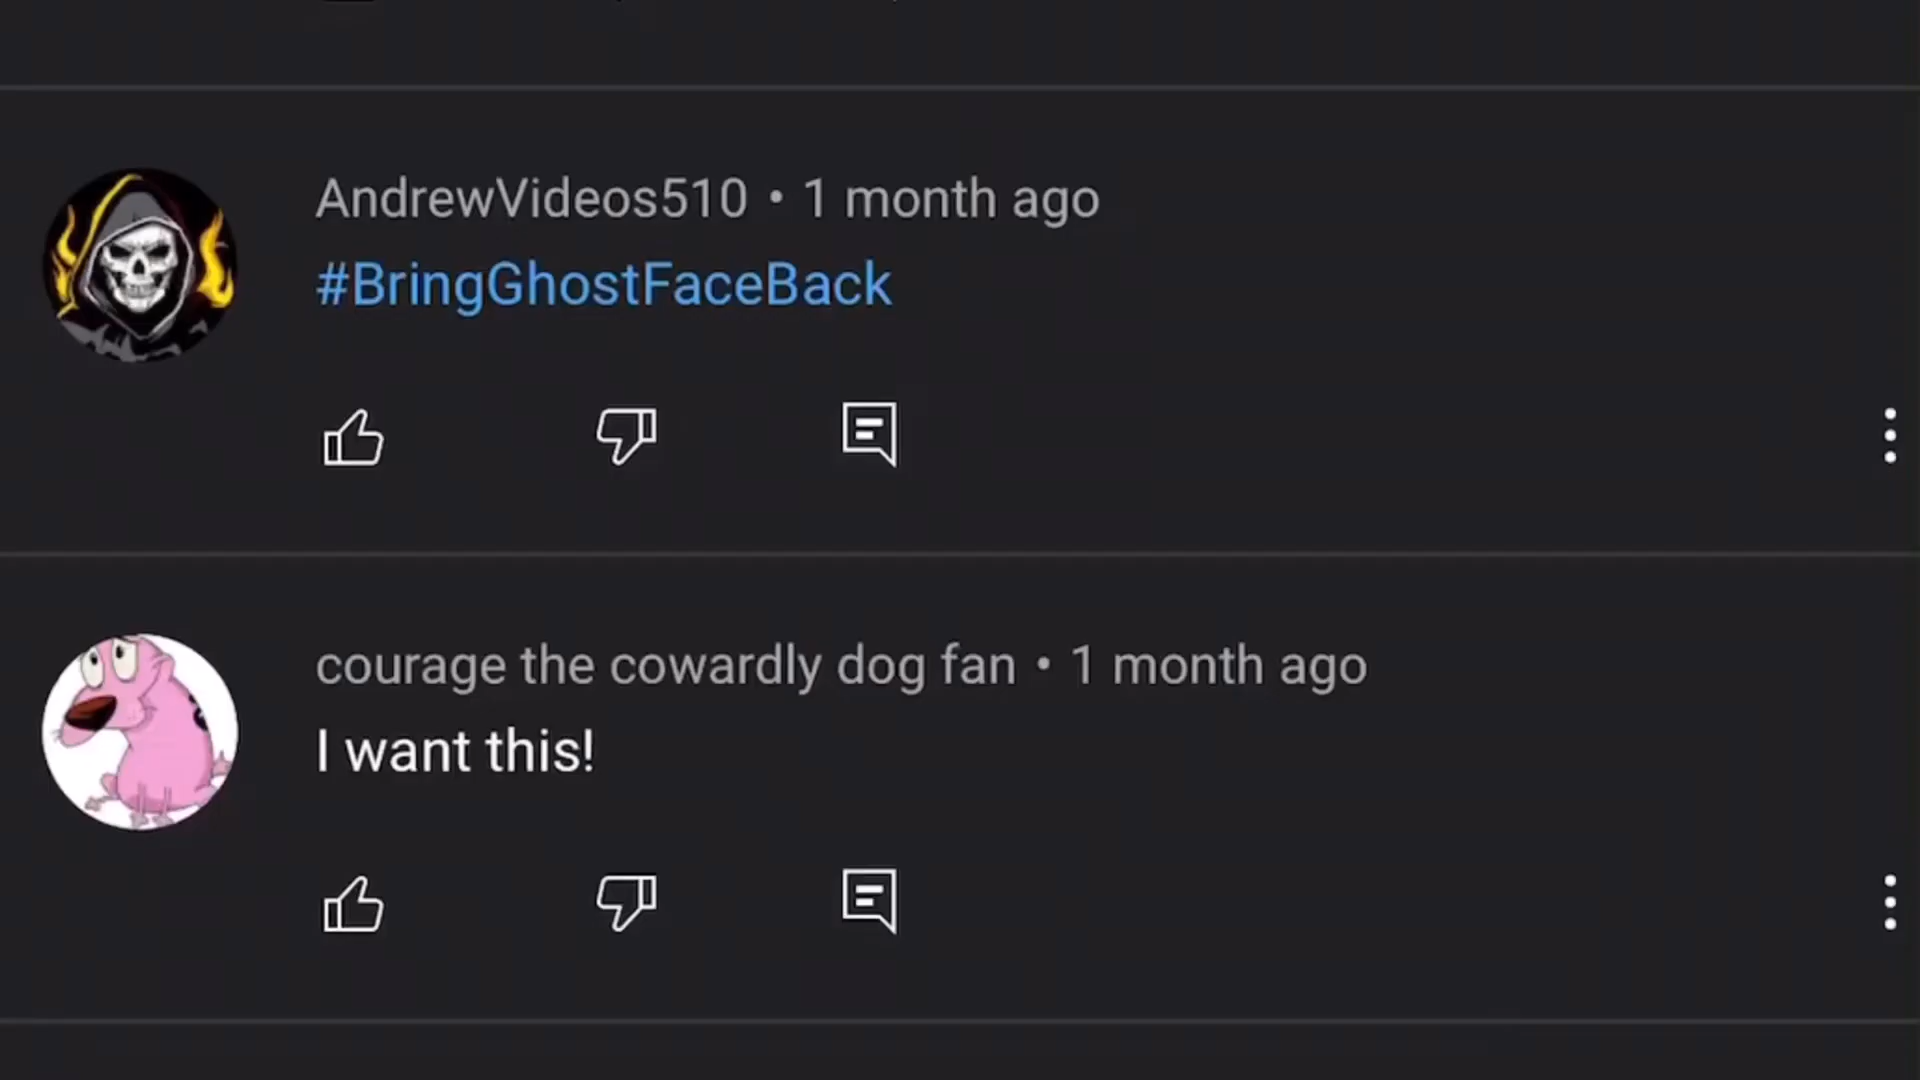 AndrewVideos510 • 1 month ago
#BringGhostFaceBack
courage the cowardly dog fan • 1 month ago
I want this!